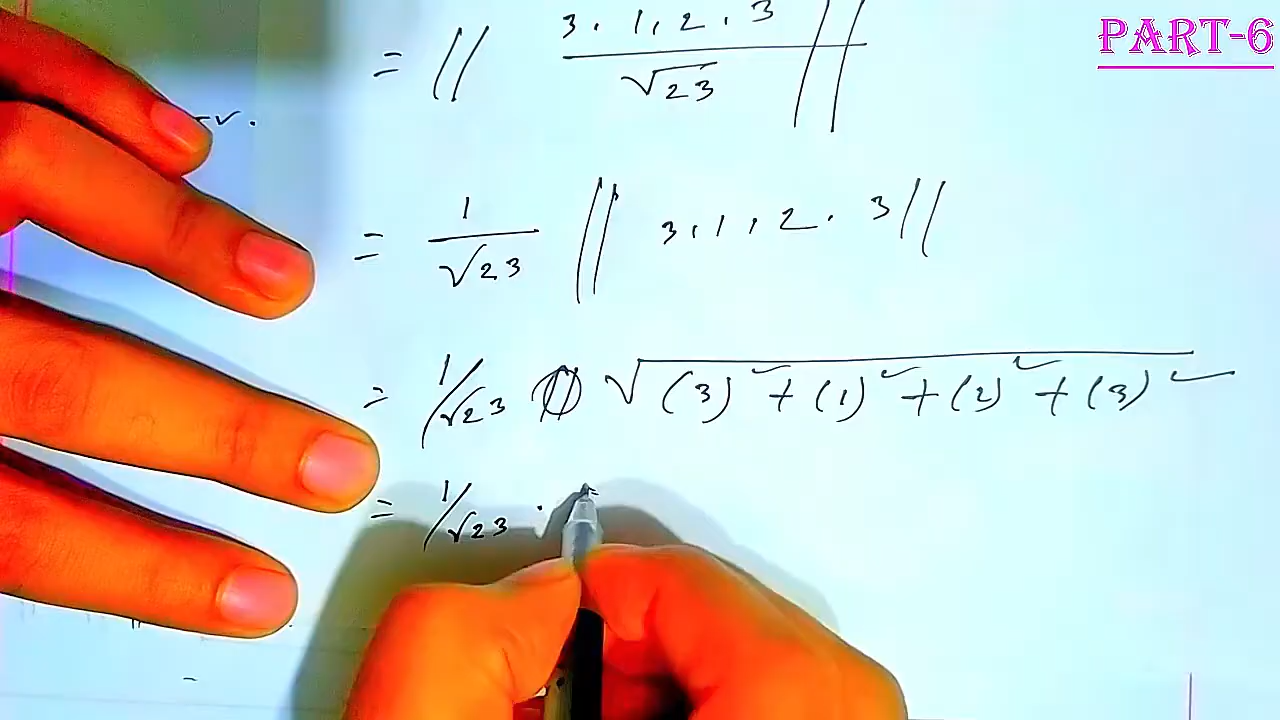 PART-6
= || 3 . 1 , 2 . 3 / √23 ||
= 1/√23 || 3 . 1 , 2 . 3 ||
= 1/√23 √(3)² + (1)² + (2)² + (3)²
= 1/√23 .